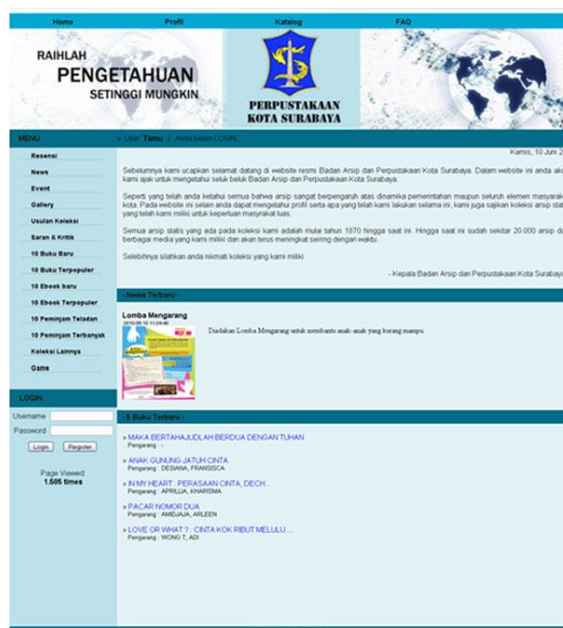 Home Profil Katalog FAQ
RAIHLAH
PENGETAHUAN
SETINGGI MUNGKIN
PERPUSTAKAAN
KOTA SURABAYA
MENU
» User: Tamu | Anda belum LOGIN.
Kamis, 10 Juni 2
Resensi
News
Event
Gallery
Usulan Koleksi
Saran & Kritik
10 Buku Baru
10 Buku Terpopuler
10 Ebook baru
10 Ebook Terpopuler
10 Peminjam Teladan
10 Peminjam Terbanyak
Koleksi Lainnya
Game
Sebelumnya kami ucapkan selamat datang di website resmi Badan Arsip dan Perpustakaan Kota Surabaya. Dalam website ini anda ak
kami ajak untuk mengetahui seluk beluk Badan Arsip dan Perpustakaan Kota Surabaya.
Seperti yang telah anda ketahui semua bahwa arsip sangat berpengaruh atas dinamika pemerintahan maupun seluruh elemen masyarak
kota. Pada website ini selain anda dapat mengetahui profil serta apa yang telah kami lakukan selama ini, kami juga sajikan koleksi arsip stat
yang telah kami miliki untuk keperluan masyrakat luas.
Semua arsip statis yang ada pada koleksi kami adalah mulai tahun 1870 hingga saat ini. Hingga saat ini sudah sekitar 20.000 arsip d
berbagai media yang kami miliki dan akan terus meningkat seiring dengan waktu.
Selebihnya silahkan anda nikmati koleksi yang kami miliki.
- Kepala Badan Arsip dan Perpustakaan Kota Surabay
- News Terbaru -
Lomba Mengarang
Diadakan Lomba Mengarang untuk membantu anak-anak yang kurang mampu.
LOGIN
Username
Password
Login Register
Page Viewed
1.505 times
- 5 Buku Terbaru -
» MAKA BERTAHAJUDLAH BERDUA DENGAN TUHAN
Pengarang : -
» ANAK GUNUNG JATUH CINTA
Pengarang : DESIANA, FRANSISCA
» IN MY HEART : PERASAAN CINTA, DECH...
Pengarang : APRILLIA, KHARISMA
» PACAR NOMOR DUA
Pengarang : AMIDJAJA, ARLEEN
» LOVE OR WHAT ? : CINTA KOK RIBUT MELULU....
Pengarang : WONG T, ADI